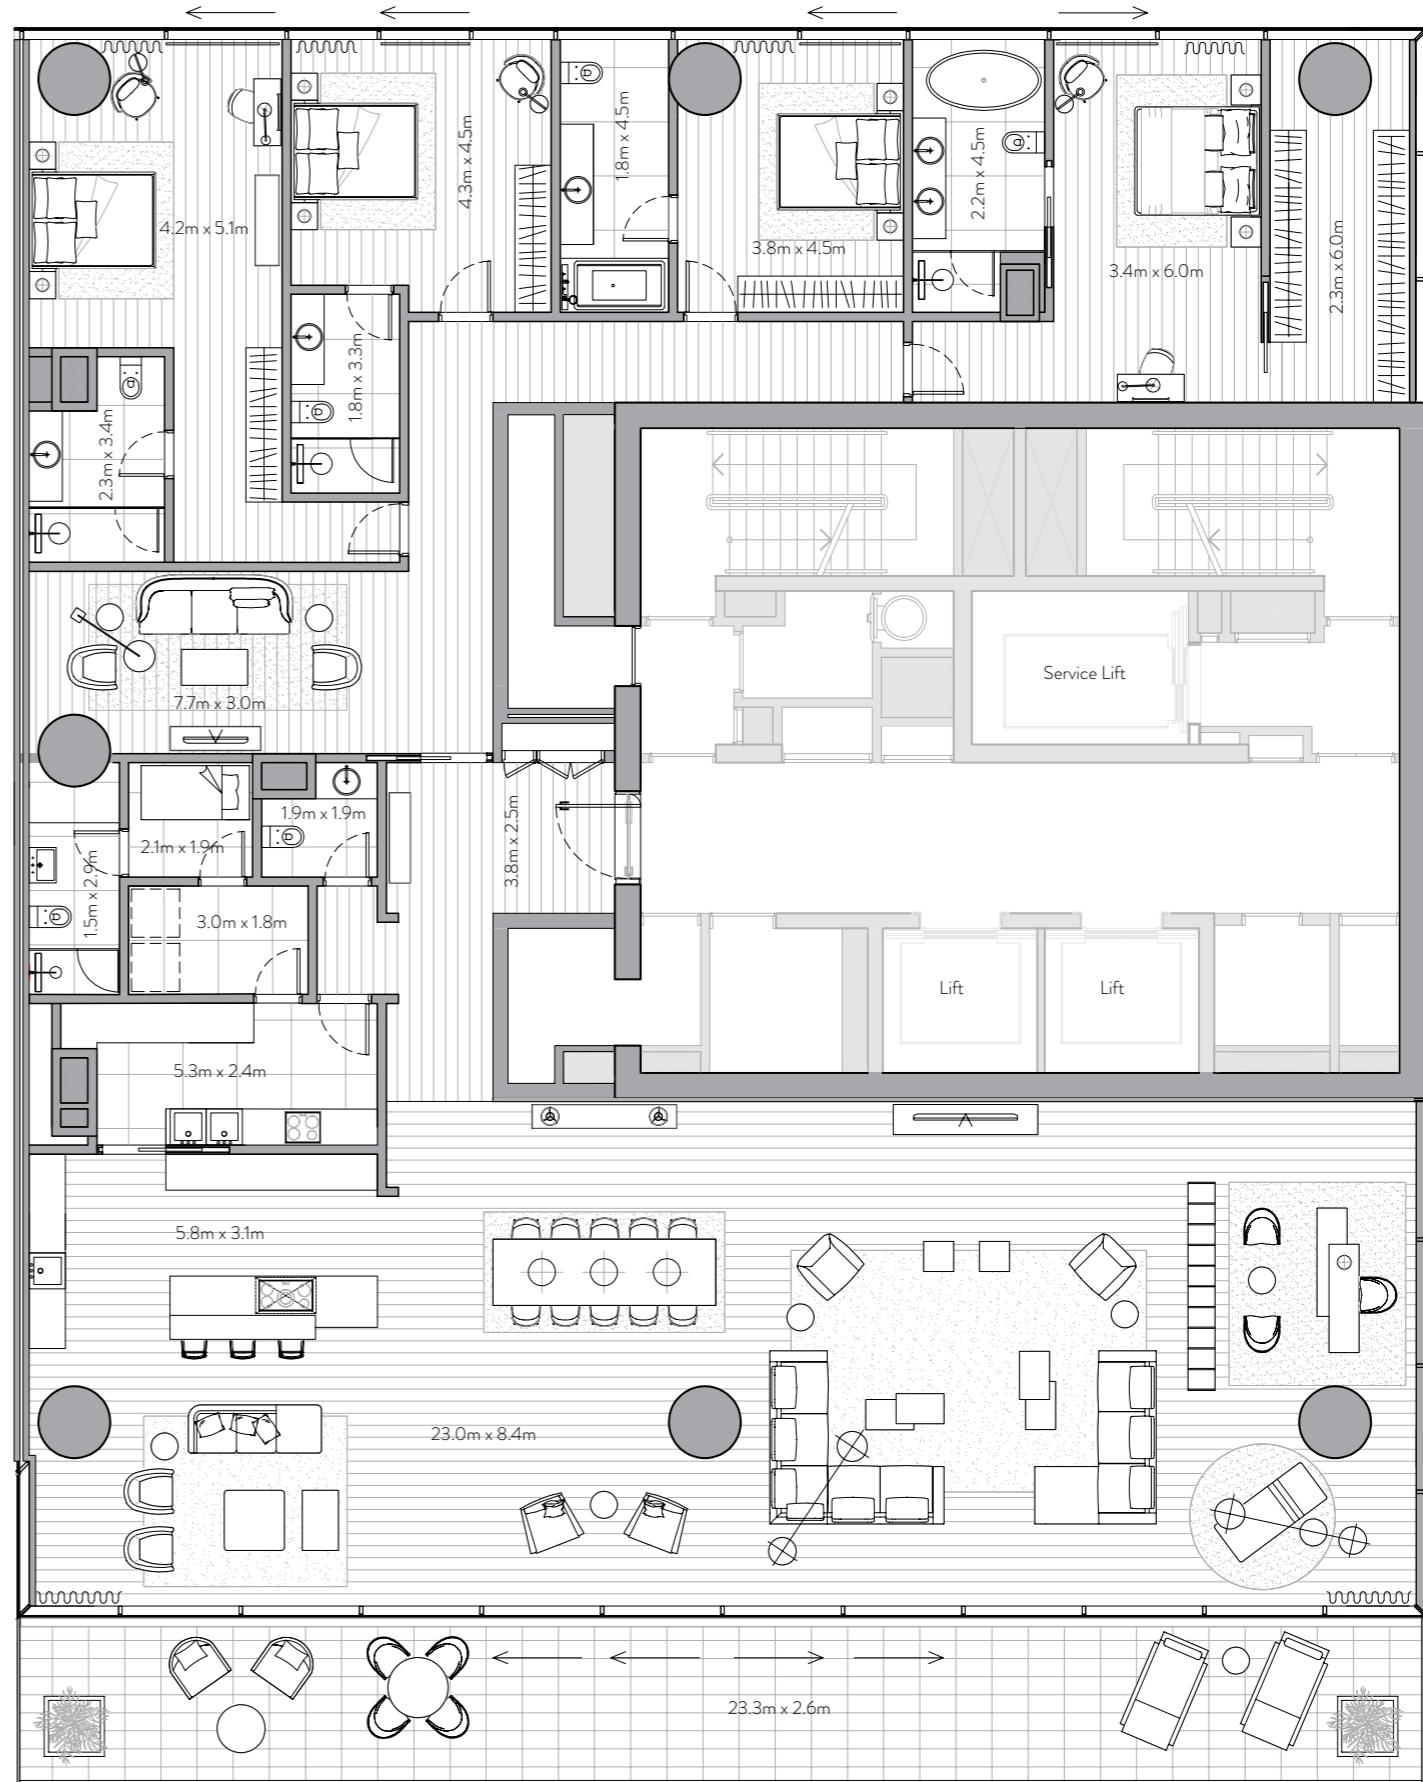 1.8m x 4.5m
4.3m x 4.5m
2.2m x 4.5m
4.2m x 5.1m
3.8m x 4.5m
3.4m x 6.0m
2.3m x 6.0m
1.8m x 3.3m
2.3m x 3.4m
Service Lift
7.7m x 3.0m
1.9m x 1.9m
2.1m x 1.9m
3.8m x 2.5m
1.5m x 2.9m
3.0m x 1.8m
Lift
Lift
5.3m x 2.4m
5.8m x 3.1m
23.0m x 8.4m
23.3m x 2.6m